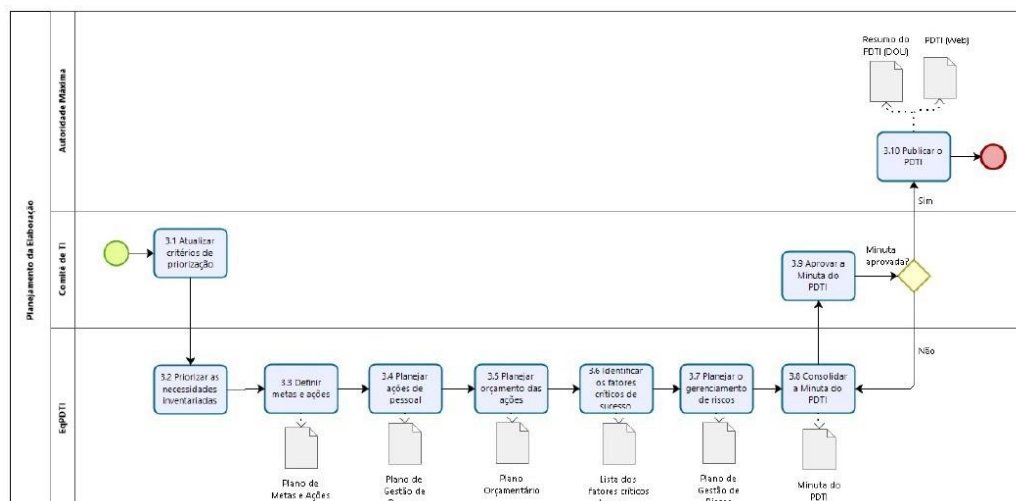 Planejamento da Elaboração
Autoridade Máxima
Resumo do
PDTI (DOU)
PDTI (Web)
3.10 Publicar o
PDTI
Sim
Comitê de TI
3.1 Atualizar
critérios de
priorização
3.9 Aprovar a
Minuta do
PDTI
Minuta
aprovada?
Não
EqPDTI
3.2 Priorizar as
necessidades
inventariadas
3.3 Definir
metas e ações
3.4 Planejar
ações de
pessoal
3.5 Planejar
orçamento das
ações
3.6 Identificar
os fatores
críticos de
sucesso
3.7 Planejar o
gerenciamento
de riscos
3.8 Consolidar
a Minuta do
PDTI
Plano de
Metas e Ações
Plano de
Gestão de
Plano
Orçamentário
Lista dos
fatores críticos
Plano de
Gestão de
Minuta do
PDTI